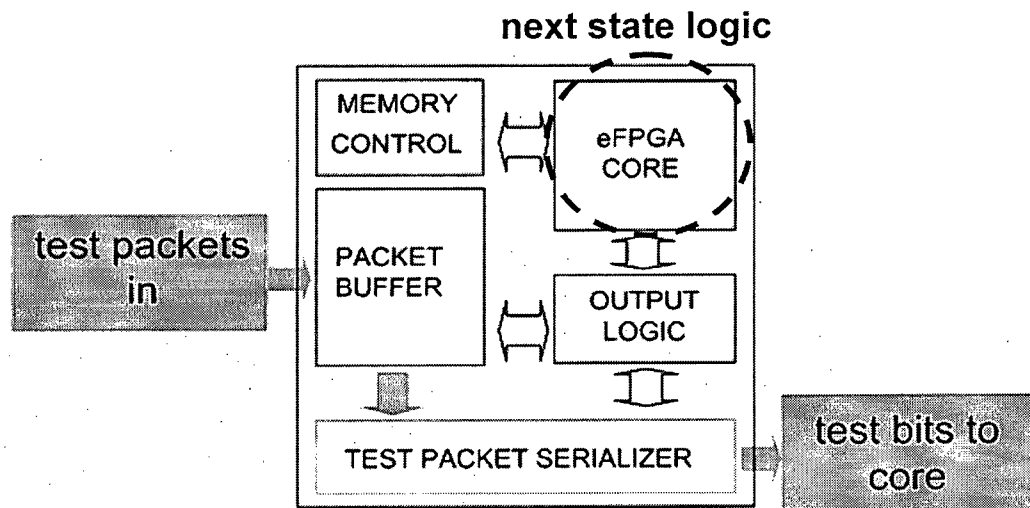 next state logic
MEMORY
CONTROL
eFPGA
CORE
test packets
in
PACKET
BUFFER
OUTPUT
LOGIC
TEST PACKET SERIALIZER
test bits to
core